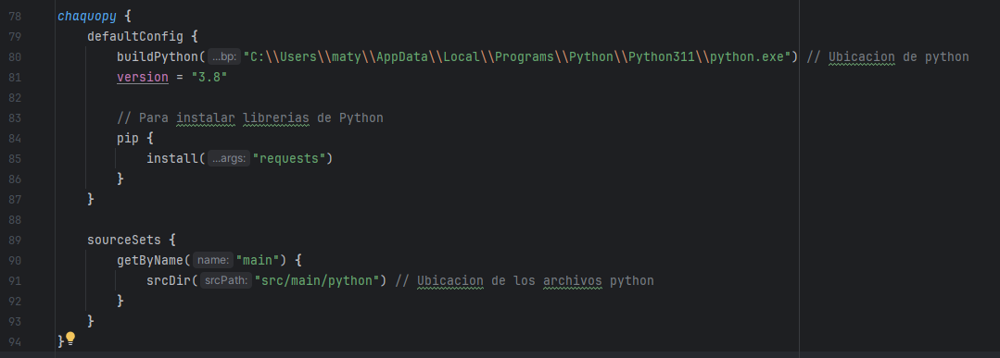 78 chaquopy {
79 defaultConfig {
80 buildPython( ...bp: "C:\\Users\\maty\\AppData\\Local\\Programs\\Python\\Python311\\python.exe") // Ubicacion de python
81 version = "3.8"
82
83 // Para instalar librerias de Python
84 pip {
85 install( ...args: "requests")
86 }
87 }
88
89 sourceSets {
90 getByName( name: "main") {
91 srcDir( srcPath: "src/main/python") // Ubicacion de los archivos python
92 }
93 }
94 }